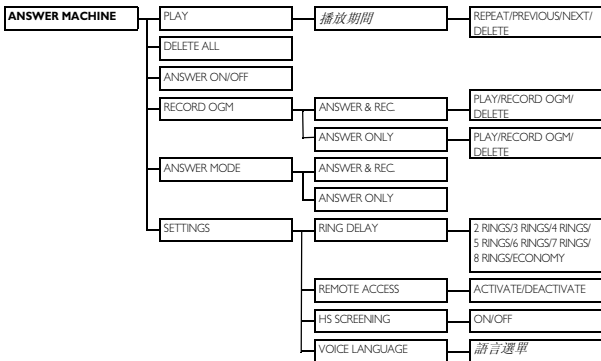 ANSWER MACHINE
PLAY
播放期間
REPEAT/PREVIOUS/NEXT/
DELETE
DELETE ALL
ANSWER ON/OFF
RECORD OGM
ANSWER & REC.
PLAY/RECORD OGM/
DELETE
ANSWER ONLY
PLAY/RECORD OGM/
DELETE
ANSWER MODE
ANSWER & REC.
ANSWER ONLY
SETTINGS
RING DELAY
2 RINGS/3 RINGS/4 RINGS/
5 RINGS/6 RINGS/7 RINGS/
8 RINGS/ECONOMY
REMOTE ACCESS
ACTIVATE/DEACTIVATE
HS SCREENING
ON/OFF
VOICE LANGUAGE
語言選單